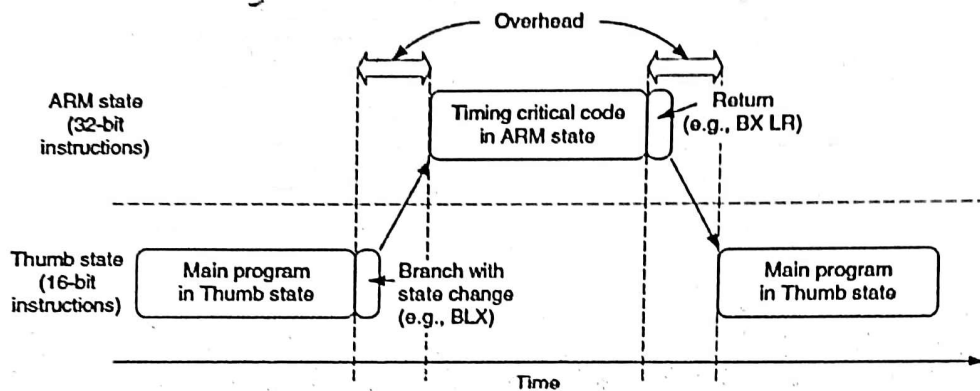 Overhead
ARM state
(32-bit
instructions)
Timing critical code
in ARM state
Return
(e.g., BX LR)
Thumb state
(16-bit
instructions)
Main program
in Thumb state
Branch with
state change
(e.g., BLX)
Main program
in Thumb state
Time